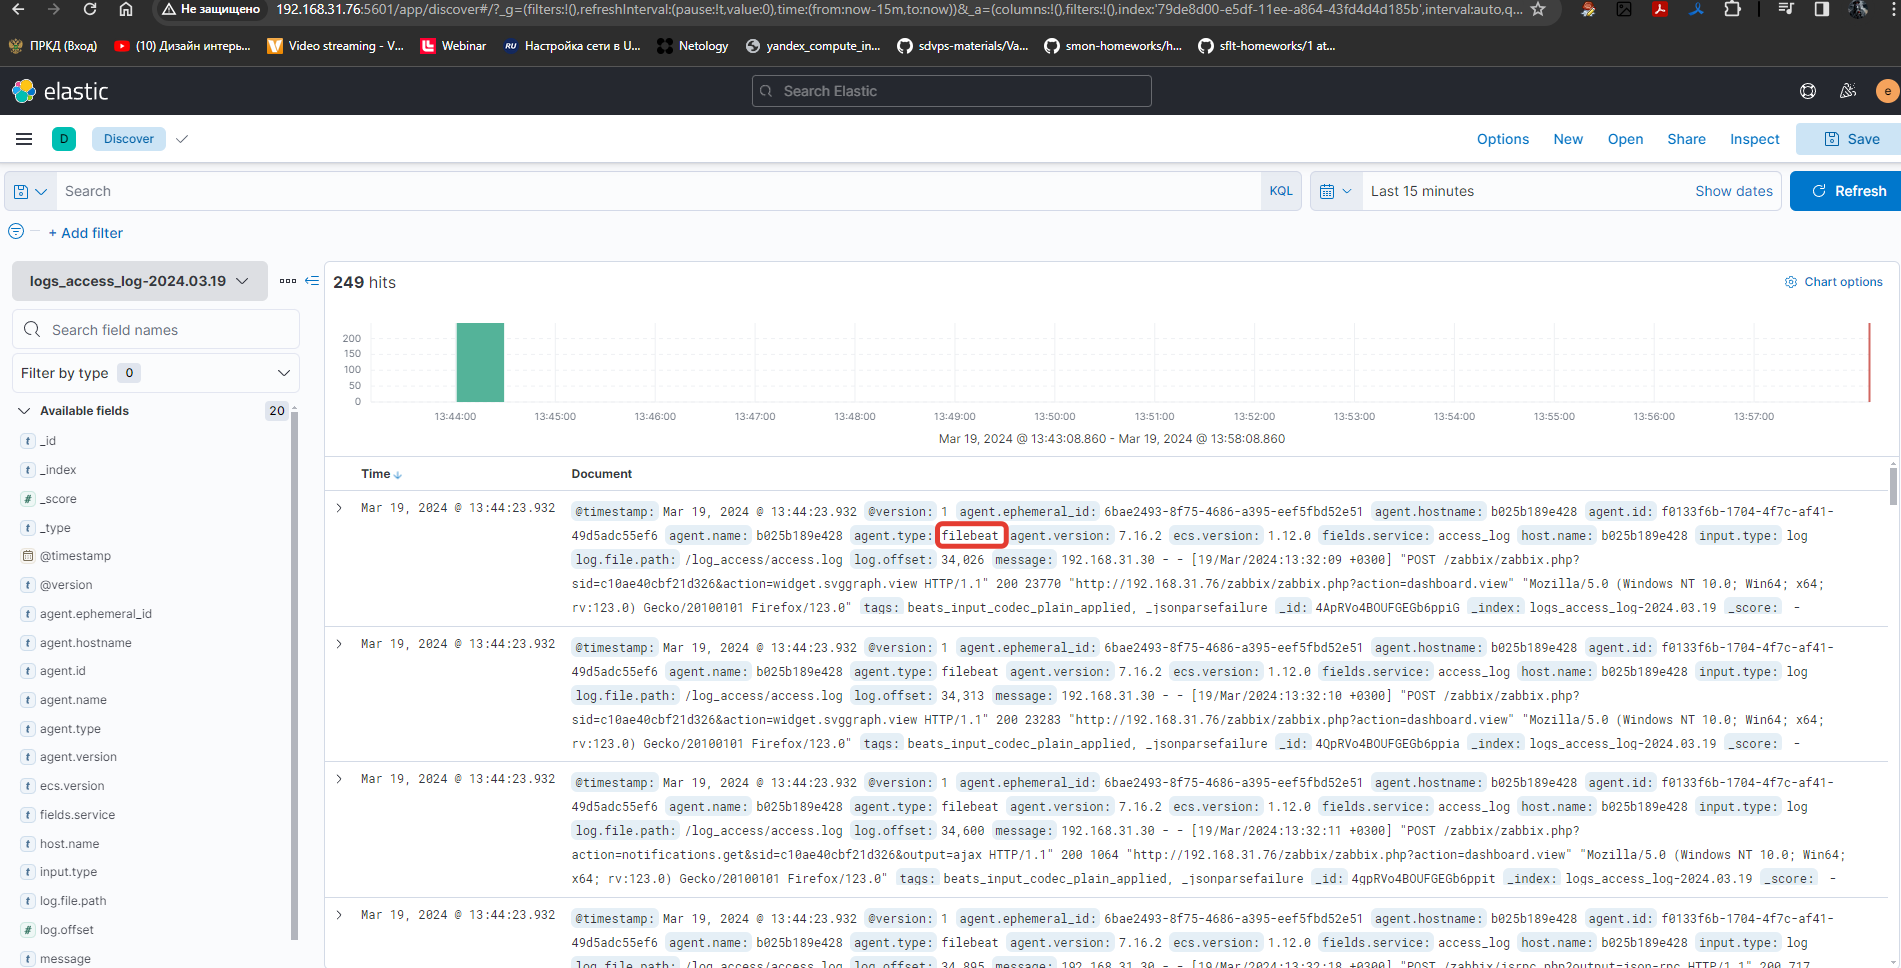 Не защищено 192.168.31.76:5601/app/discover#/?_g=(filters:!(),refreshInterval:(pause:!t,value:0),time:(from:now-15m,to:now))&_a=(columns:!(),filters:!(),index:'79de8d00-e5df-11ee-a864-43fd4d4d185b',interval:auto,q...
ПРКД (Вход) (10) Дизайн интерь... Video streaming - V... Webinar Настройка сети в U... Netology yandex_compute_in... sdvps-materials/Va... smon-homeworks/h... sflt-homeworks/1 at...
elastic Search Elastic e
D Discover Options New Open Share Inspect Save
Search KQL Last 15 minutes Show dates Refresh
+ Add filter
logs_access_log-2024.03.19
Search field names
Filter by type 0
Available fields 20
t _id
t _index
# _score
t _type
@timestamp
t @version
t agent.ephemeral_id
t agent.hostname
t agent.id
t agent.name
t agent.type
t agent.version
t ecs.version
t fields.service
t host.name
t input.type
t log.file.path
# log.offset
t message
249 hits Chart options
200
150
100
50
0
13:44:00 13:45:00 13:46:00 13:47:00 13:48:00 13:49:00 13:50:00 13:51:00 13:52:00 13:53:00 13:54:00 13:55:00 13:56:00 13:57:00
Mar 19, 2024 @ 13:43:08.860 - Mar 19, 2024 @ 13:58:08.860
Time Document
Mar 19, 2024 @ 13:44:23.932 @timestamp: Mar 19, 2024 @ 13:44:23.932 @version: 1 agent.ephemeral_id: 6bae2493-8f75-4686-a395-eef5fbd52e51 agent.hostname: b025b189e428 agent.id: f0133f6b-1704-4f7c-af41-
49d5adc55ef6 agent.name: b025b189e428 agent.type: filebeat agent.version: 7.16.2 ecs.version: 1.12.0 fields.service: access_log host.name: b025b189e428 input.type: log
log.file.path: /log_access/access.log log.offset: 34,026 message: 192.168.31.30 - - [19/Mar/2024:13:32:09 +0300] "POST /zabbix/zabbix.php?
sid=c10ae40cbf21d326&action=widget.svggraph.view HTTP/1.1" 200 23770 "http://192.168.31.76/zabbix/zabbix.php?action=dashboard.view" "Mozilla/5.0 (Windows NT 10.0; Win64; x64;
rv:123.0) Gecko/20100101 Firefox/123.0" tags: beats_input_codec_plain_applied, _jsonparsefailure _id: 4ApRVo4BOUFGEGb6ppiG _index: logs_access_log-2024.03.19 _score: -
Mar 19, 2024 @ 13:44:23.932 @timestamp: Mar 19, 2024 @ 13:44:23.932 @version: 1 agent.ephemeral_id: 6bae2493-8f75-4686-a395-eef5fbd52e51 agent.hostname: b025b189e428 agent.id: f0133f6b-1704-4f7c-af41-
49d5adc55ef6 agent.name: b025b189e428 agent.type: filebeat agent.version: 7.16.2 ecs.version: 1.12.0 fields.service: access_log host.name: b025b189e428 input.type: log
log.file.path: /log_access/access.log log.offset: 34,313 message: 192.168.31.30 - - [19/Mar/2024:13:32:10 +0300] "POST /zabbix/zabbix.php?
sid=c10ae40cbf21d326&action=widget.svggraph.view HTTP/1.1" 200 23283 "http://192.168.31.76/zabbix/zabbix.php?action=dashboard.view" "Mozilla/5.0 (Windows NT 10.0; Win64; x64;
rv:123.0) Gecko/20100101 Firefox/123.0" tags: beats_input_codec_plain_applied, _jsonparsefailure _id: 4QpRVo4BOUFGEGb6ppia _index: logs_access_log-2024.03.19 _score: -
Mar 19, 2024 @ 13:44:23.932 @timestamp: Mar 19, 2024 @ 13:44:23.932 @version: 1 agent.ephemeral_id: 6bae2493-8f75-4686-a395-eef5fbd52e51 agent.hostname: b025b189e428 agent.id: f0133f6b-1704-4f7c-af41-
49d5adc55ef6 agent.name: b025b189e428 agent.type: filebeat agent.version: 7.16.2 ecs.version: 1.12.0 fields.service: access_log host.name: b025b189e428 input.type: log
log.file.path: /log_access/access.log log.offset: 34,600 message: 192.168.31.30 - - [19/Mar/2024:13:32:11 +0300] "POST /zabbix/zabbix.php?
action=notifications.get&sid=c10ae40cbf21d326&output=ajax HTTP/1.1" 200 1064 "http://192.168.31.76/zabbix/zabbix.php?action=dashboard.view" "Mozilla/5.0 (Windows NT 10.0; Win64;
x64; rv:123.0) Gecko/20100101 Firefox/123.0" tags: beats_input_codec_plain_applied, _jsonparsefailure _id: 4gpRVo4BOUFGEGb6ppit _index: logs_access_log-2024.03.19 _score: -
Mar 19, 2024 @ 13:44:23.932 @timestamp: Mar 19, 2024 @ 13:44:23.932 @version: 1 agent.ephemeral_id: 6bae2493-8f75-4686-a395-eef5fbd52e51 agent.hostname: b025b189e428 agent.id: f0133f6b-1704-4f7c-af41-
49d5adc55ef6 agent.name: b025b189e428 agent.type: filebeat agent.version: 7.16.2 ecs.version: 1.12.0 fields.service: access_log host.name: b025b189e428 input.type: log
log.file.path: /log_access/access.log log.offset: 34,895 message: 192.168.31.30 - - [19/Mar/2024:13:32:18 +0300] "POST /zabbix/jsrpc.php?output=json-rpc HTTP/1.1" 200 717